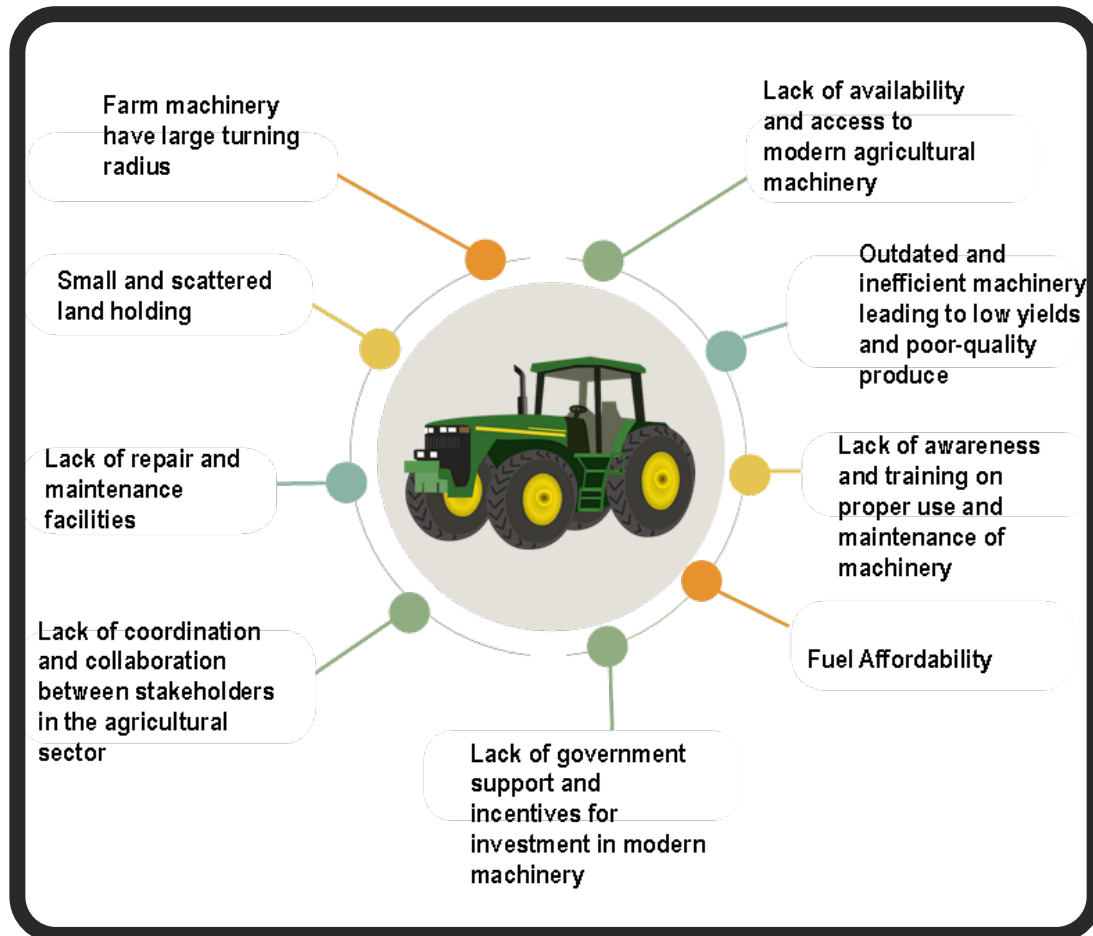 Farm machinery
have large turning
radius
Lack of availability
and access to
modern agricultural
machinery
Small and scattered
land holding
Outdated and
inefficient machinery
leading to low yields
and poor-quality
produce
Lack of repair and
maintenance
facilities
Lack of awareness
and training on
proper use and
maintenance of
machinery
Lack of coordination
and collaboration
between stakeholders
in the agricultural
sector
Fuel Affordability
Lack of government
support and
incentives for
investment in modern
machinery